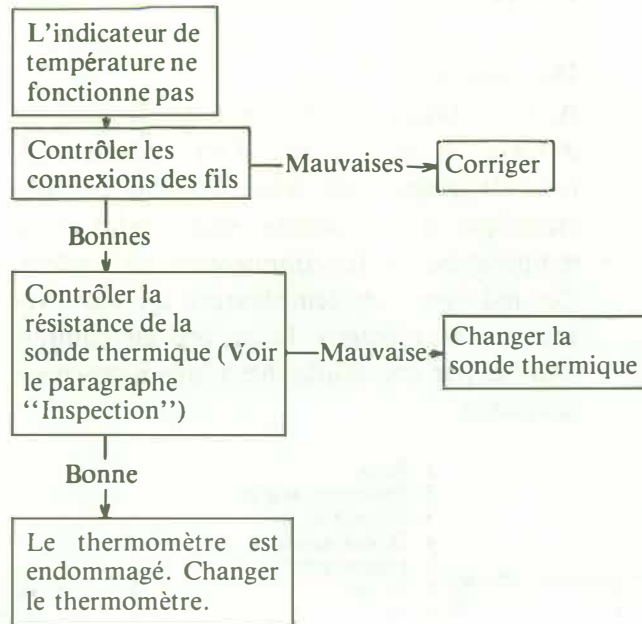 L'indicateur de
température ne
fonctionne pas
Contrôler les
connexions des fils
Mauvaises
Corriger
Bonnes
Contrôler la
résistance de la
sonde thermique (Voir
le paragraphe
"Inspection")
Mauvaise
Changer la
sonde thermique
Bonne
Le thermomètre est
endommagé. Changer
le thermomètre.